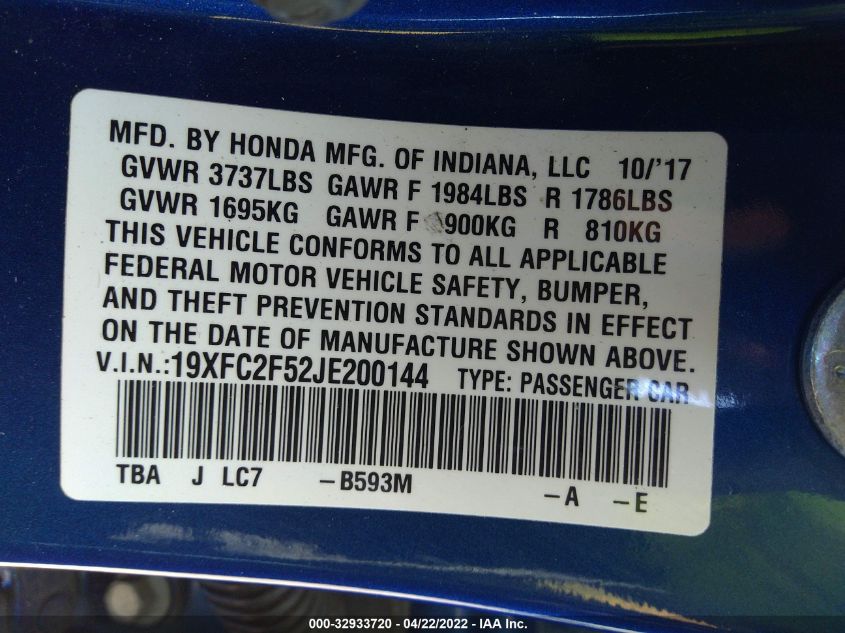 MFD. BY HONDA MFG. OF INDIANA, LLC 10/'17
GVWR 3737LBS GAWR F 1984LBS R 1786LBS
GVWR 1695KG GAWR F 900KG R 810KG
THIS VEHICLE CONFORMS TO ALL APPLICABLE
FEDERAL MOTOR VEHICLE SAFETY, BUMPER,
AND THEFT PREVENTION STANDARDS IN EFFECT
ON THE DATE OF MANUFACTURE SHOWN ABOVE.
V.I.N.:19XFC2F52JE200144 TYPE: PASSENGER CAR
TBA J LC7 -B593M -A -E
000-32933720 - 04/22/2022 - IAA Inc.